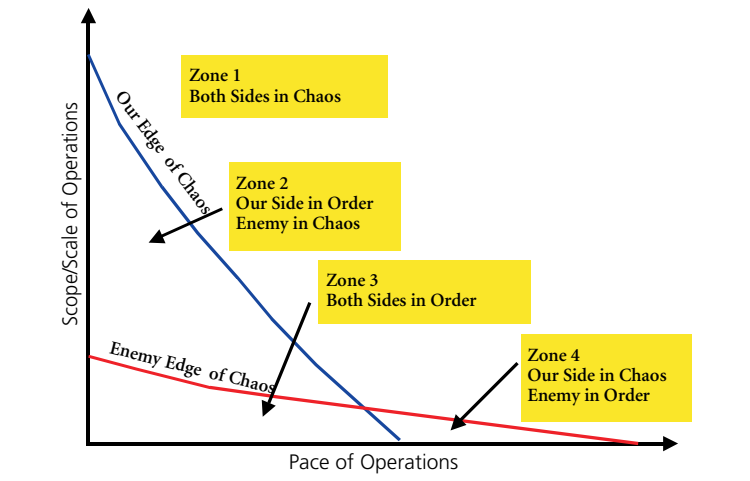 Scope/Scale of Operations
Our Edge of Chaos
Zone 1
Both Sides in Chaos
Zone 2
Our Side in Order
Enemy in Chaos
Zone 3
Both Sides in Order
Enemy Edge of Chaos
Zone 4
Our Side in Chaos
Enemy in Order
Pace of Operations